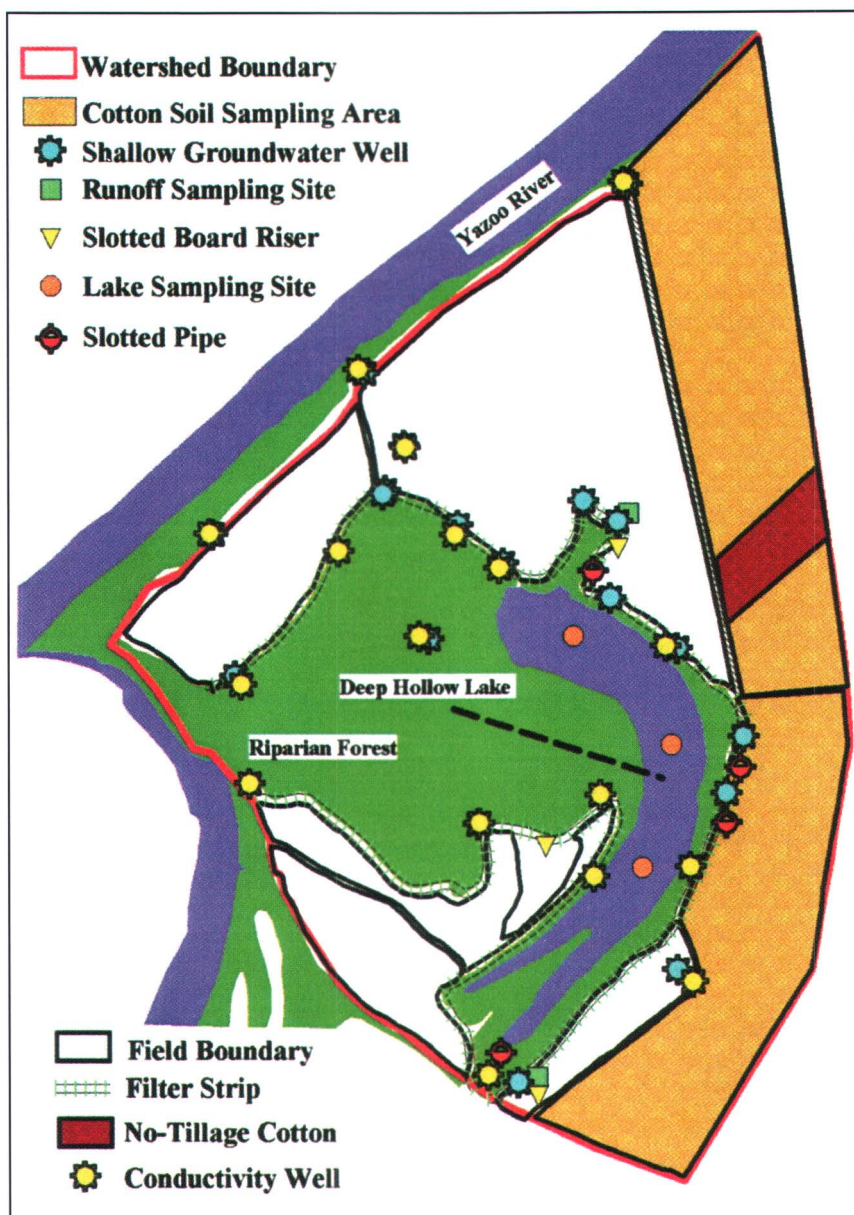 Watershed Boundary
Cotton Soil Sampling Area
Shallow Groundwater Well
Runoff Sampling Site
Slotted Board Riser
Lake Sampling Site
Slotted Pipe
Yazoo River
Deep Hollow Lake
Riparian Forest
Field Boundary
Filter Strip
No-Tillage Cotton
Conductivity Well